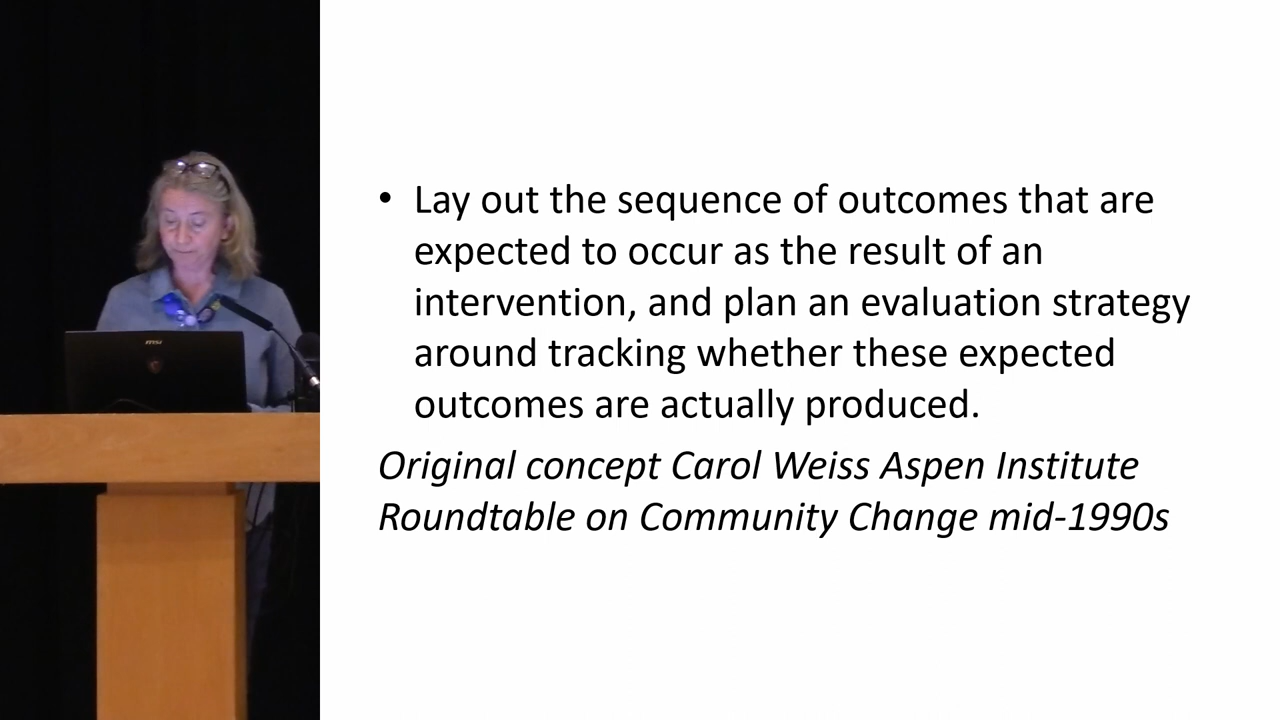 msi
• Lay out the sequence of outcomes that are
expected to occur as the result of an
intervention, and plan an evaluation strategy
around tracking whether these expected
outcomes are actually produced.
Original concept Carol Weiss Aspen Institute
Roundtable on Community Change mid-1990s